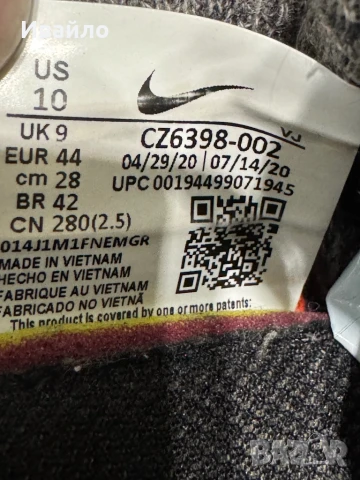 Ивайло
US
10
UK 9
EUR 44
cm 28
BR 42
CN 280(2.5)
VJ
CZ6398-002
04/29/20 | 07/14/20
UPC 00194499071945
014J1M1FNEMGR
MADE IN VIETNAM
HECHO EN VIETNAM
FABRIQUE AU VIETNAM
FABRICADO NO VIETNÃ
This product is covered by one or more patents:
BAZAR